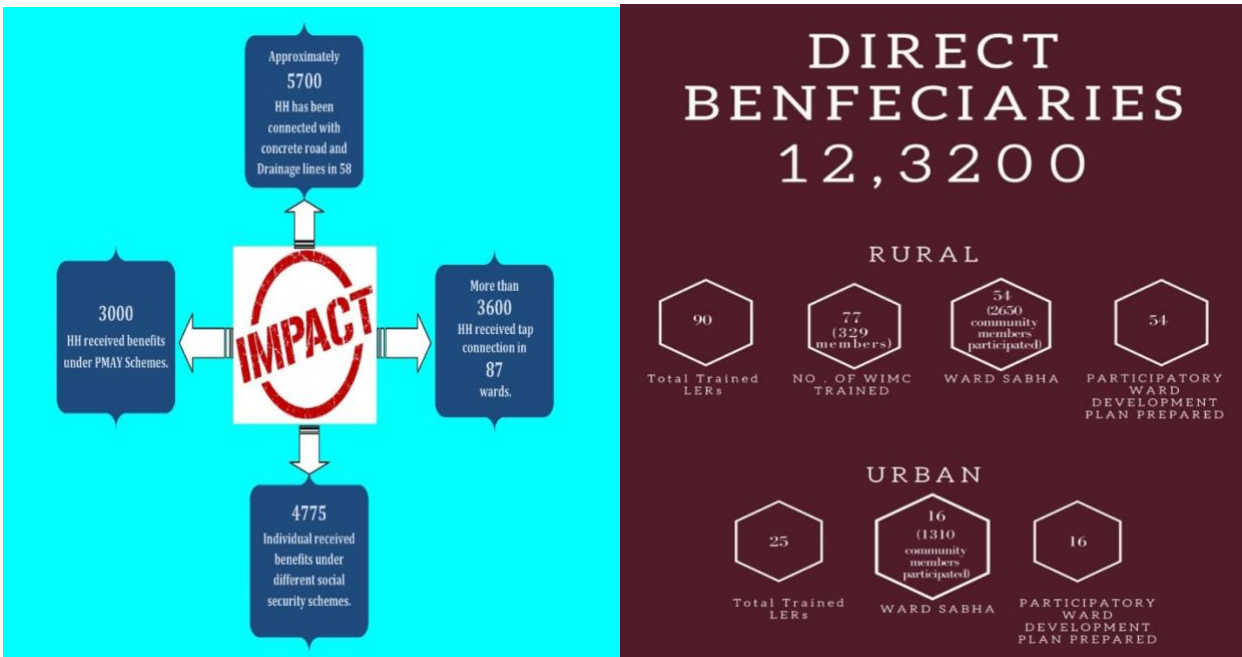 Approximately
5700
HH has been
connected with
concrete road and
Drainage lines in 58
3000
HH received benefits
under PMAY Schemes.
IMPACT
More than
3600
HH received tap
connection in
87
wards.
4775
Individual received
benefits under
different social
security schemes.
DIRECT
BENFECIARIES
12,3200
RURAL
90
Total Trained
LERs
77
(329
members)
NO . OF WIMC
TRAINED
54
(2650
community
members
participated)
WARD SABHA
54
PARTICIPATORY
WARD
DEVELOPMENT
PLAN PREPARED
URBAN
25
Total Trained
LERs
16
(1310
community
members
participated)
WARD SABHA
16
PARTICIPATORY
WARD
DEVELOPMENT
PLAN PREPARED